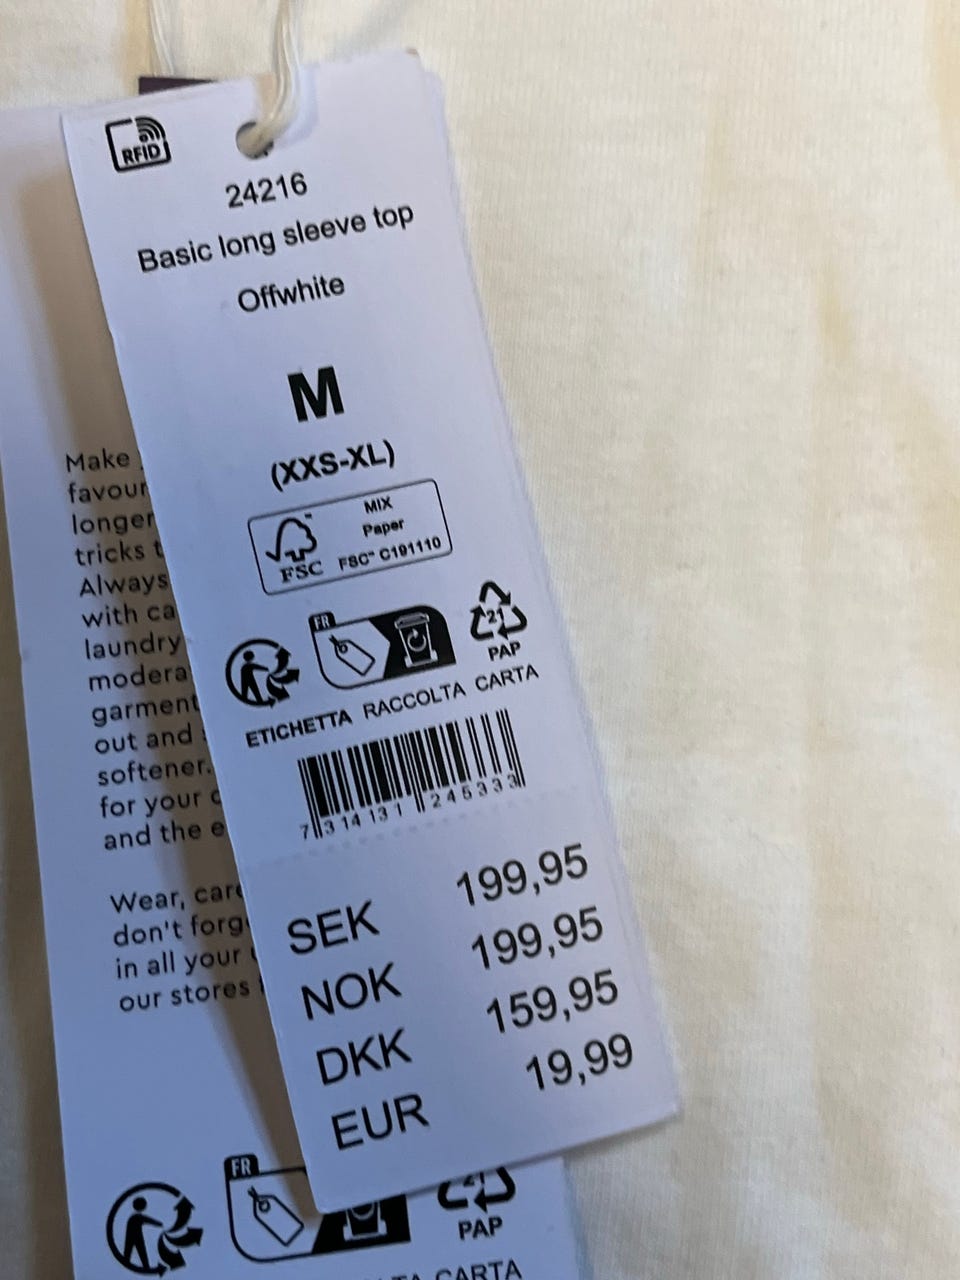 RFID
24216
Basic long sleeve top
Offwhite
M
(XXS-XL)
MIX
Paper
FSC™ C191110
FSC
FR
21
PAP
ETICHETTA RACCOLTA CARTA
7 314131 245333
SEK 199,95
NOK 199,95
DKK 159,95
EUR 19,99
Make
favour
longer
tricks t
Always
with ca
laundry
modera
garment
out and
softener.
for your
and the e
Wear, care
don't forg
in all your
our stores
FR
21
PAP
CARTA